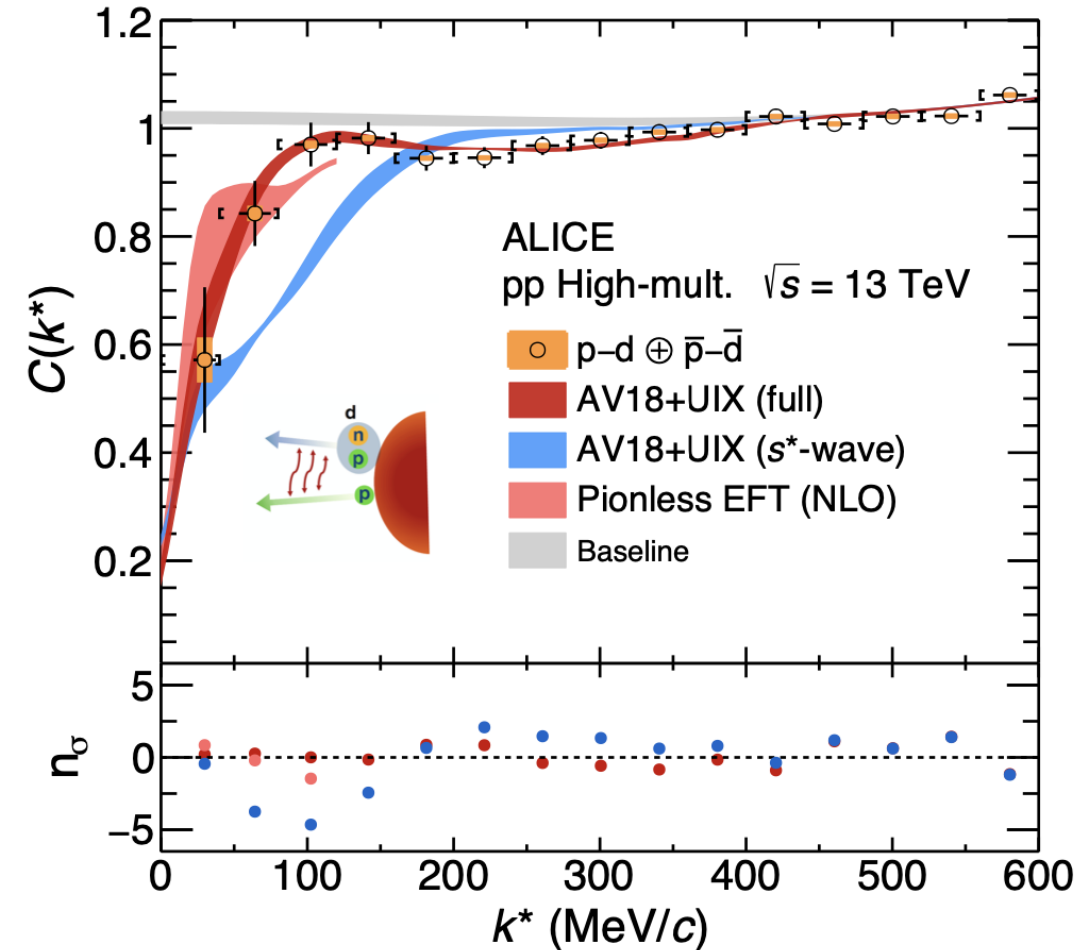 1.2
1
0.8
0.6
0.4
0.2
C(k*)
ALICE
pp High-mult. √s = 13 TeV
p–d ⊕ p̅–d̅
AV18+UIX (full)
AV18+UIX (s*-wave)
Pionless EFT (NLO)
Baseline
d
n
p
p
5
0
−5
nσ
0 100 200 300 400 500 600
k* (MeV/c)